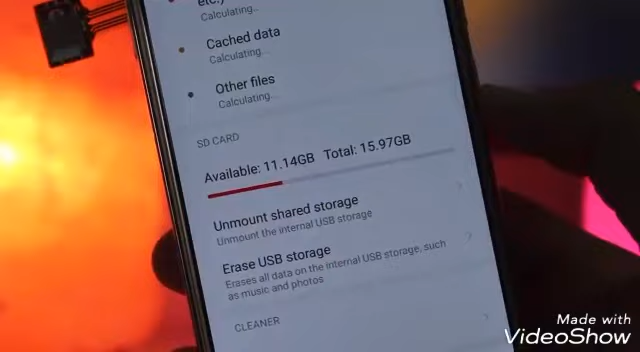 etc.)
Calculating...
Cached data
Calculating...
Other files
Calculating...
SD CARD
Available: 11.14GB Total: 15.97GB
Unmount shared storage
Unmount the internal USB storage
Erase USB storage
Erases all data on the internal USB storage, such
as music and photos
CLEANER
Made with
VideoShow